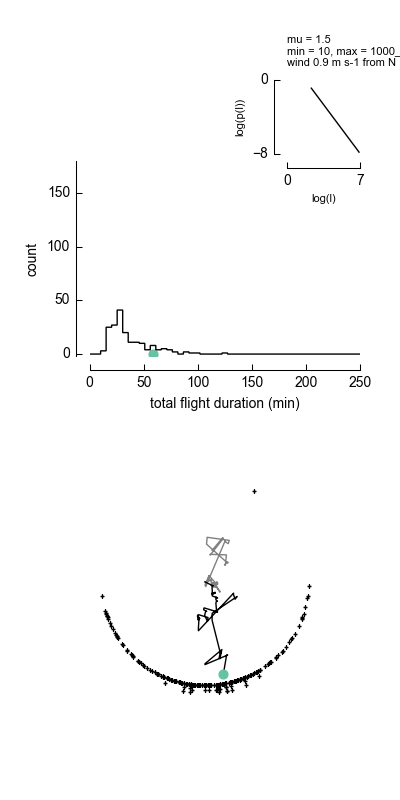 mu = 1.5
min = 10, max = 1000_
wind 0.9 m s-1 from N
0
−8
log(p(l))
0 7
log(l)
150
100
50
0
count
0 50 100 150 200 250
total flight duration (min)